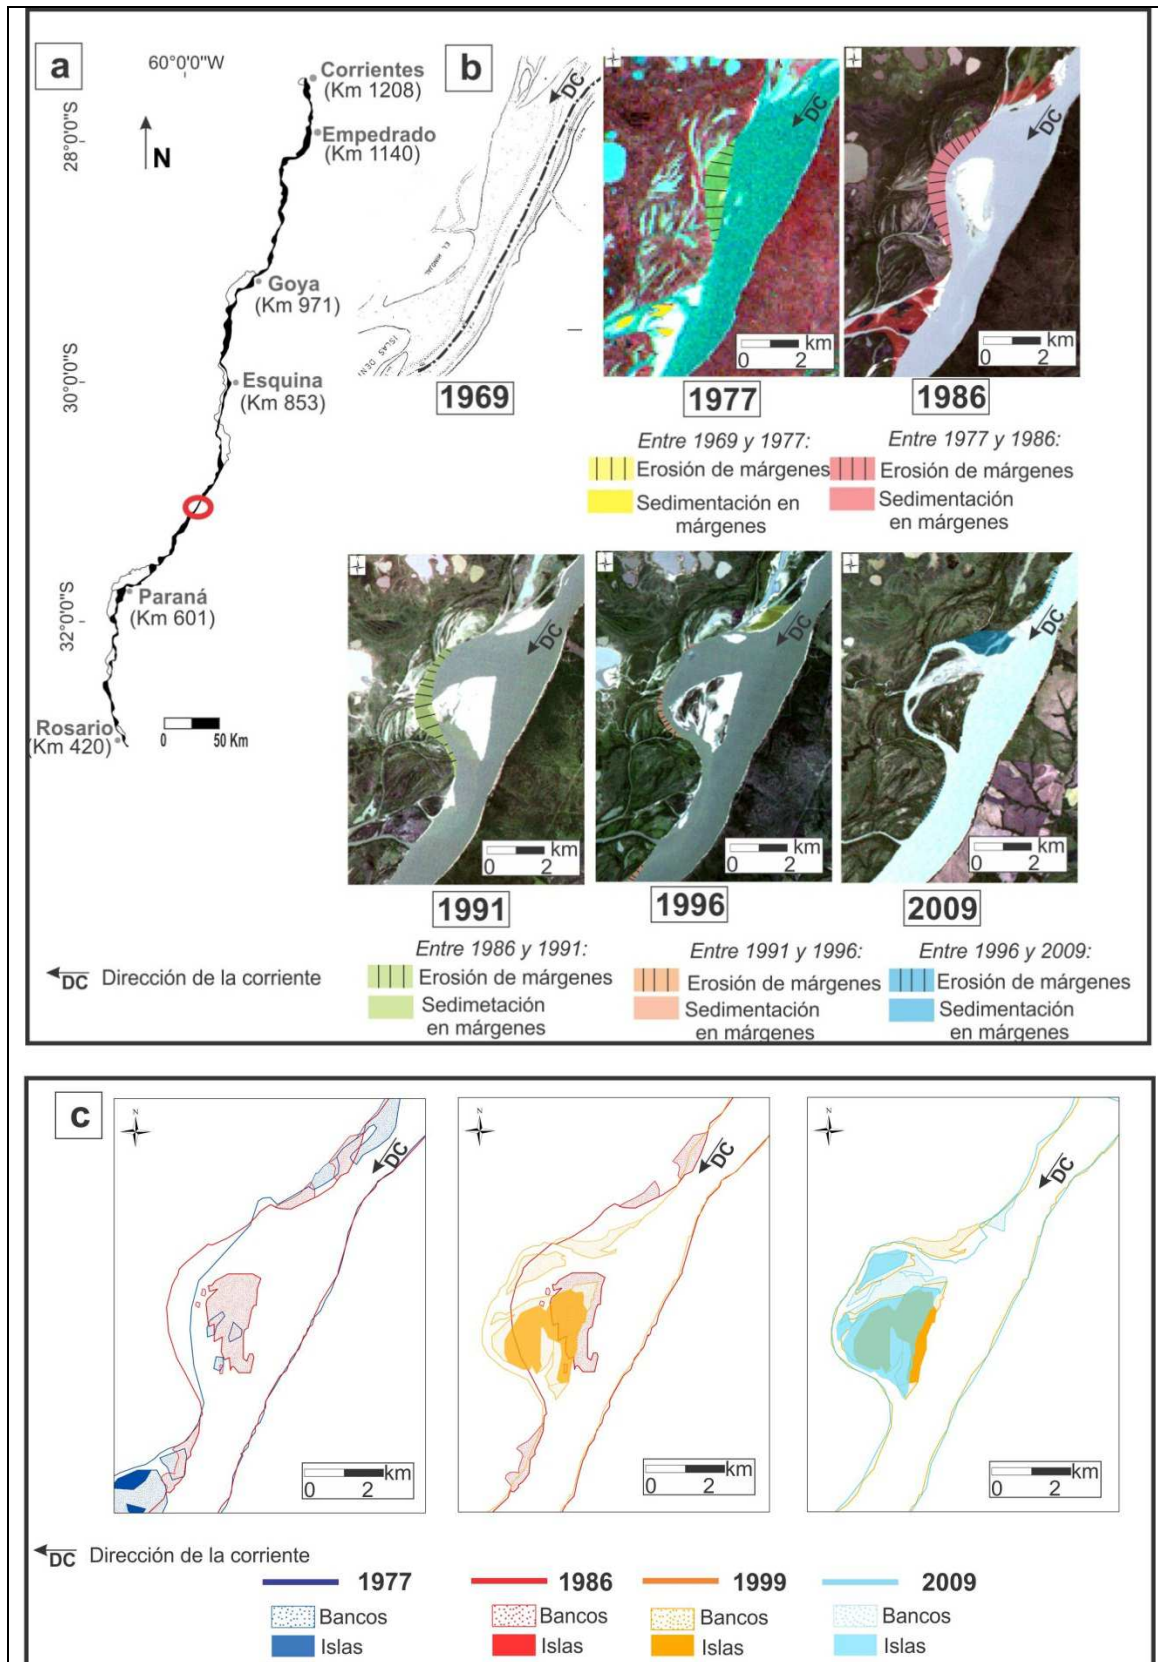 a
60°0'0"W
28°0'0"S
30°0'0"S
32°0'0"S
N
Corrientes
(Km 1208)
Empedrado
(Km 1140)
Goya
(Km 971)
Esquina
(Km 853)
Paraná
(Km 601)
Rosario
(Km 420)
0 50 Km
b
DC
ISLAS DEN
1969
N
DC
km
0 2
1977
Entre 1969 y 1977:
Erosión de márgenes
Sedimentación en
márgenes
N
DC
km
0 2
1986
Entre 1977 y 1986:
Erosión de márgenes
Sedimentación
en márgenes
N
DC
km
0 2
1991
Entre 1986 y 1991:
Erosión de márgenes
Sedimetación
en márgenes
N
DC
km
0 2
1996
Entre 1991 y 1996:
Erosión de márgenes
Sedimentación
en márgenes
N
DC
km
0 2
2009
Entre 1996 y 2009:
Erosión de márgenes
Sedimentación
en márgenes
DC Dirección de la corriente
c
N
DC
km
0 2
N
DC
km
0 2
N
DC
km
0 2
DC Dirección de la corriente
1977
Bancos
Islas
1986
Bancos
Islas
1999
Bancos
Islas
2009
Bancos
Islas